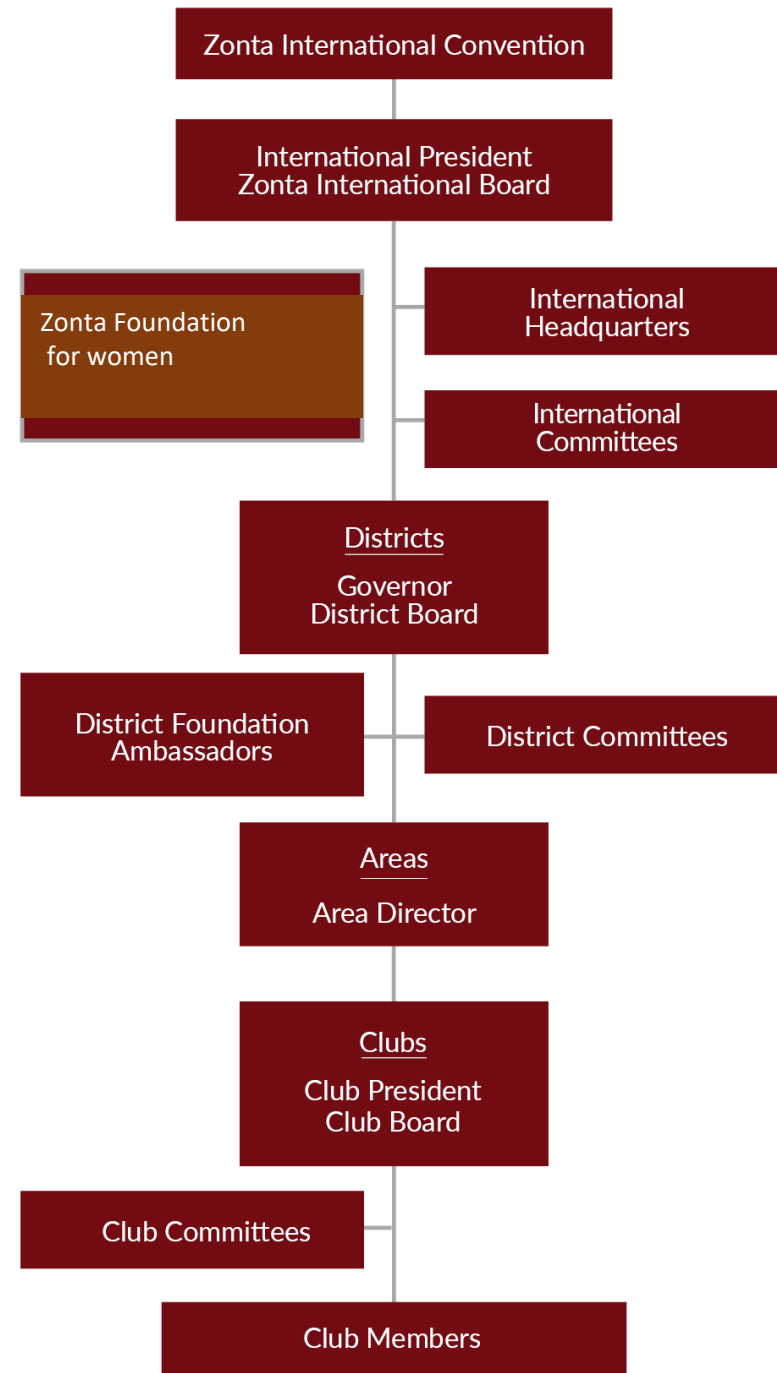 Zonta International Convention
International President
Zonta International Board
Zonta Foundation
for women
International
Headquarters
International
Committees
Districts
Governor
District Board
District Foundation
Ambassadors
District Committees
Areas
Area Director
Clubs
Club President
Club Board
Club Committees
Club Members